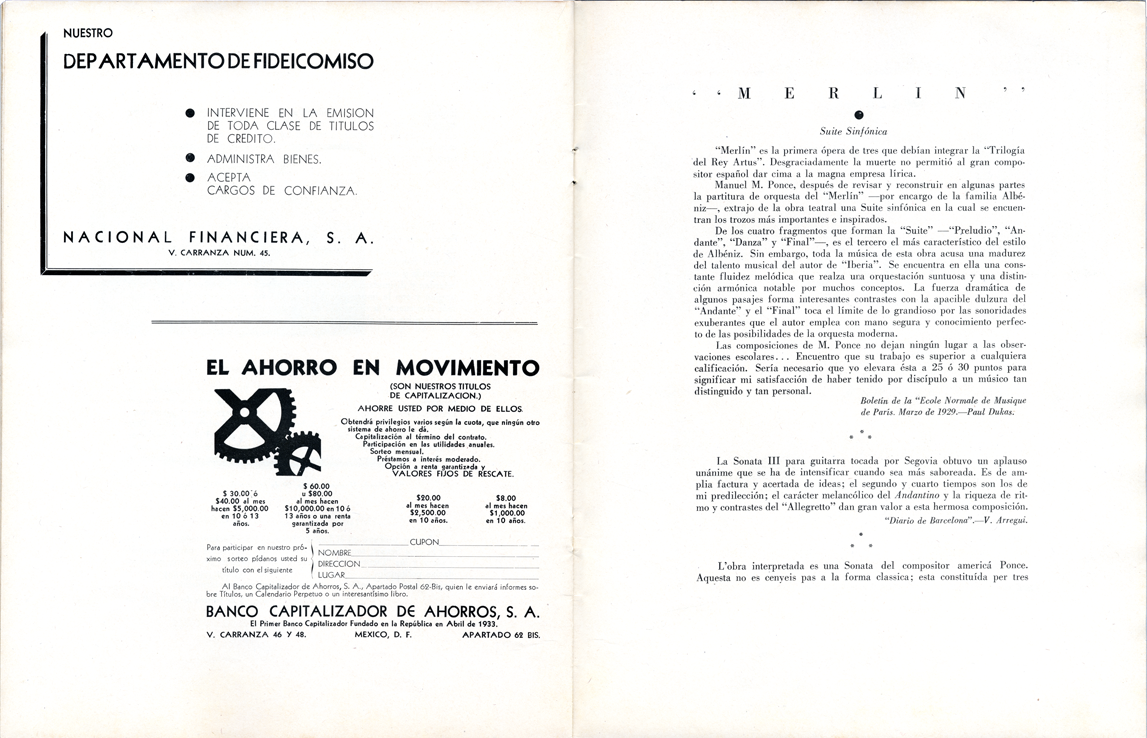 NUESTRO
DEPARTAMENTO DE FIDEICOMISO
● INTERVIENE EN LA EMISION
DE TODA CLASE DE TITULOS
DE CREDITO.
● ADMINISTRA BIENES.
● ACEPTA
CARGOS DE CONFIANZA.
NACIONAL FINANCIERA, S. A.
V. CARRANZA NUM. 45.
EL AHORRO EN MOVIMIENTO
(SON NUESTROS TITULOS
DE CAPITALIZACION.)
AHORRE USTED POR MEDIO DE ELLOS.
Obtendrá privilegios varios según la cuota, que ningún otro
sistema de ahorro le dá.
Capitalización al término del contrato.
Participación en las utilidades anuales.
Sorteo mensual.
Préstamos a interés moderado.
Opción a renta garantizada y
VALORES FIJOS DE RESCATE.
$ 30.00 ó
$40.00 al mes
hacen $5,000.00
en 10 ó 13
años.
$ 60.00
u $80.00
al mes hacen
$10,000.00 en 10 ó
13 años o una renta
garantizada por
5 años.
$20.00
al mes hacen
$2,500.00
en 10 años.
$8.00
al mes hacen
$1,000.00
en 10 años.
Para participar en nuestro pró-
ximo sorteo pídanos usted su
título con el siguiente
CUPON
NOMBRE
DIRECCION
LUGAR
Al Banco Capitalizador de Ahorros, S. A., Apartado Postal 62-Bis, quien le enviará informes so-
bre Títulos, un Calendario Perpetuo o un interesantísimo libro.
BANCO CAPITALIZADOR DE AHORROS, S. A.
El Primer Banco Capitalizador Fundado en la República en Abril de 1933.
V. CARRANZA 46 Y 48. MEXICO, D. F. APARTADO 62 BIS.
‘‘MERLIN’’
Suite Sinfónica
“Merlín” es la primera ópera de tres que debían integrar la “Trilogía
del Rey Artus”. Desgraciadamente la muerte no permitió al gran compo-
sitor español dar cima a la magna empresa lírica.
Manuel M. Ponce, después de revisar y reconstruir en algunas partes
la partitura de orquesta del “Merlín” —por encargo de la familia Albé-
niz—, extrajo de la obra teatral una Suite sinfónica en la cual se encuen-
tran los trozos más importantes e inspirados.
De los cuatro fragmentos que forman la “Suite” —“Preludio”, “An-
dante”, “Danza” y “Final”—, es el tercero el más característico del estilo
de Albéniz. Sin embargo, toda la música de esta obra acusa una madurez
del talento musical del autor de “Iberia”. Se encuentra en ella una cons-
tante fluidez melódica que realza una orquestación suntuosa y una distin-
ción armónica notable por muchos conceptos. La fuerza dramática de
algunos pasajes forma interesantes contrastes con la apacible dulzura del
“Andante” y el “Final” toca el límite de lo grandioso por las sonoridades
exuberantes que el autor emplea con mano segura y conocimiento perfec-
to de las posibilidades de la orquesta moderna.
Las composiciones de M. Ponce no dejan ningún lugar a las obser-
vaciones escolares... Encuentro que su trabajo es superior a cualquiera
calificación. Sería necesario que yo elevara ésta a 25 ó 30 puntos para
significar mi satisfacción de haber tenido por discípulo a un músico tan
distinguido y tan personal.
Boletín de la “Ecole Normale de Musique
de París. Marzo de 1929.—Paul Dukas.
La Sonata III para guitarra tocada por Segovia obtuvo un aplauso
unánime que se ha de intensificar cuando sea más saboreada. Es de am-
plia factura y acertada de ideas; el segundo y cuarto tiempos son los de
mi predilección; el carácter melancólico del Andantino y la riqueza de rit-
mo y contrastes del “Allegretto” dan gran valor a esta hermosa composición.
“Diario de Barcelona”.—V. Arregui.
L'obra interpretada es una Sonata del compositor americá Ponce.
Aquesta no es cenyeis pas a la forma classica; esta constituída per tres